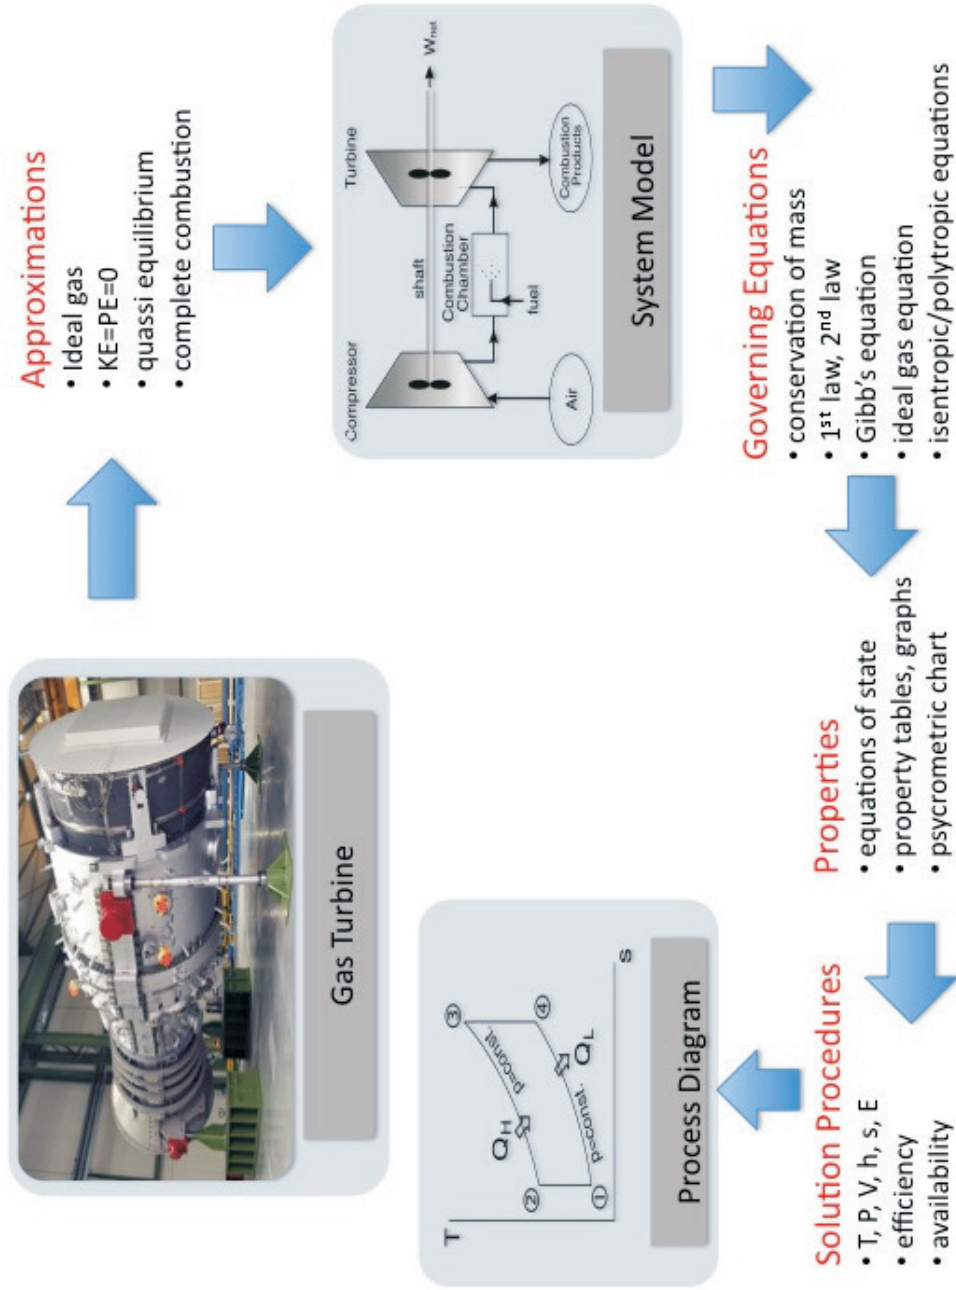 Gas Turbine
Approximations
• Ideal gas
• KE=PE=0
• quassi equilibrium
• complete combustion
Compressor
Turbine
shaft
Wnet
Combustion
Chamber
fuel
Air
Combustion
Products
System Model
Governing Equations
• conservation of mass
• 1st law, 2nd law
• Gibb's equation
• ideal gas equation
• isentropic/polytropic equations
Properties
• equations of state
• property tables, graphs
• psycrometric chart
Solution Procedures
• T, P, V, h, s, E
• efficiency
• availability
T
QH
p=const.
③
②
④
①
p=const.
QL
s
Process Diagram